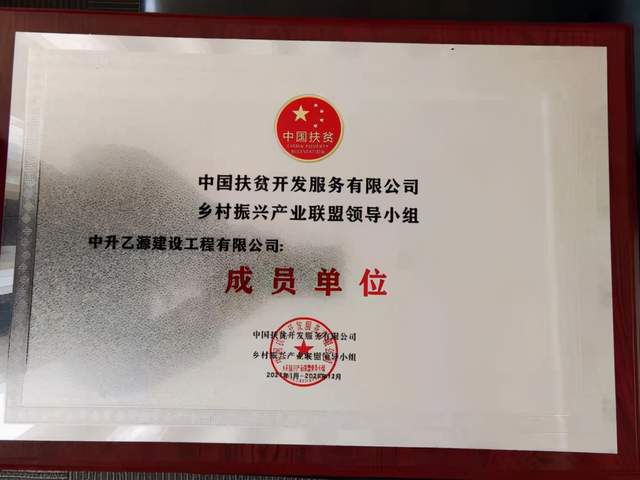 中国扶贫
CHINA POVERTY
ALLEVIATION
中国扶贫开发服务有限公司
乡村振兴产业联盟领导小组
中升乙源建设工程有限公司:
成员单位
中国扶贫开发服务有限公司
乡村振兴产业联盟领导小组